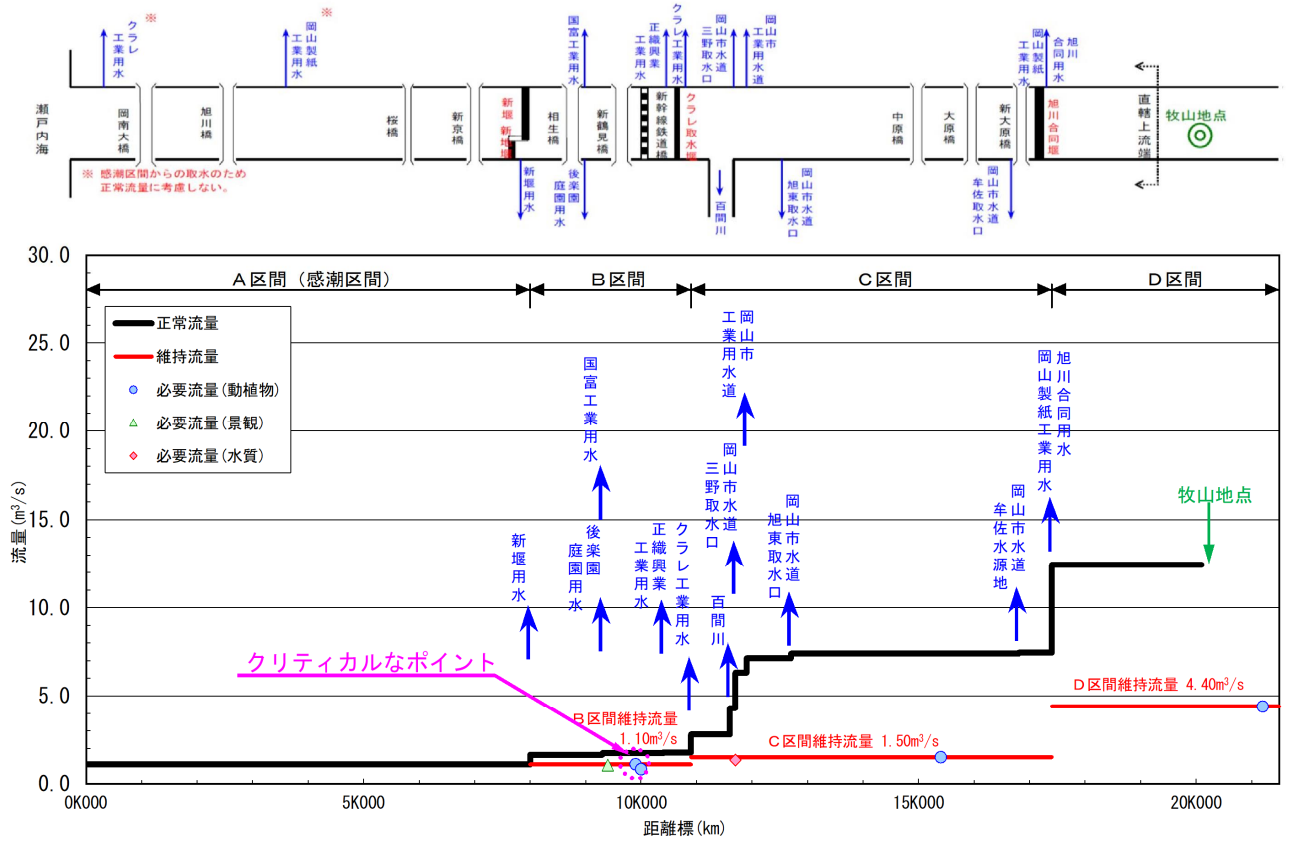 クラレ
工業用水
※
岡山製紙
工業用水
※
国富工業用水
正織興業
工業用水
クラレ工業用水
岡山市水道
三野取水口
岡山市
工業用水道
岡山製紙
工業用水
旭川
合同用水
瀬戸内海
岡南大橋
旭川橋
桜橋
新京橋
新堰
新地堰
相生橋
新鶴見橋
新幹線鉄道橋
クラレ取水堰
中原橋
大原橋
新大原橋
旭川合同堰
直轄上流端
牧山地点
※ 感潮区間からの取水のため
正常流量に考慮しない。
新堰用水
後楽園
庭園用水
百間川
岡山市水道
旭東取水口
岡山市水道
牟佐取水口
30.0
25.0
20.0
15.0
10.0
5.0
0.0
流量(m³/s)
A区間（感潮区間）
B区間
C区間
D区間
正常流量
維持流量
必要流量(動植物)
必要流量(景観)
必要流量(水質)
新堰用水
国富工業用水
後楽園
庭園用水
正織興業
工業用水
クラレ工業用水
岡山市水道
三野取水口
百間川
岡山市
工業用水道
岡山市水道
旭東取水口
岡山市水道
牟佐水源地
旭川合同用水
岡山製紙工業用水
牧山地点
クリティカルなポイント
B区間維持流量
1.10m³/s
C区間維持流量 1.50m³/s
D区間維持流量 4.40m³/s
0K000
5K000
10K000
15K000
20K000
距離標(km)